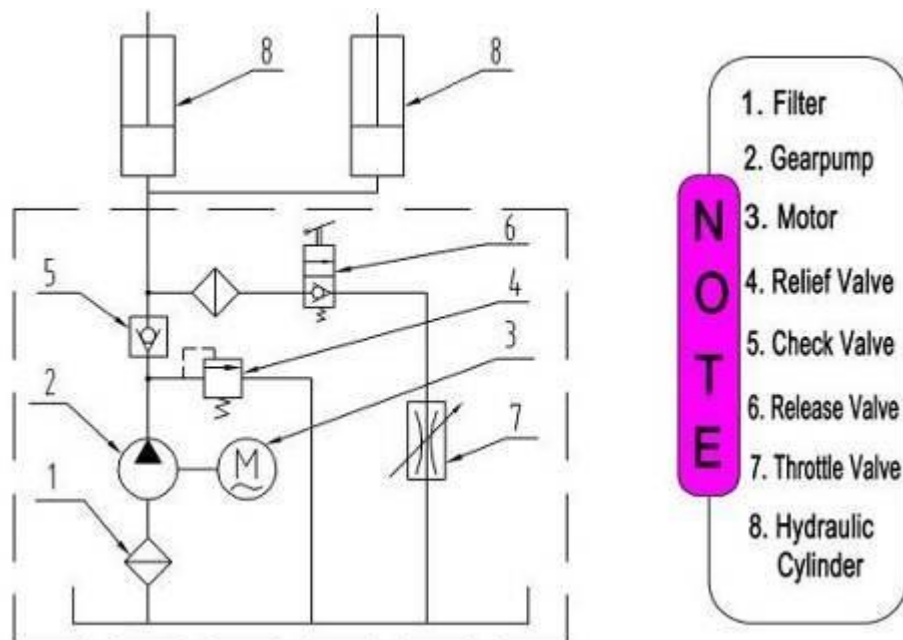 8
8
6
5
4
3
2
7
1
M
NOTE
1. Filter
2. Gearpump
3. Motor
4. Relief Valve
5. Check Valve
6. Release Valve
7. Throttle Valve
8. Hydraulic
Cylinder